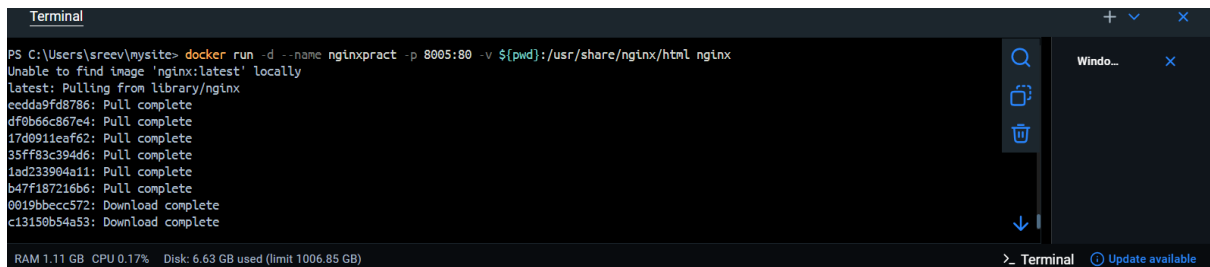 Terminal
PS C:\Users\sreev\mysite> docker run -d --name nginxpract -p 8005:80 -v ${pwd}:/usr/share/nginx/html nginx
Unable to find image 'nginx:latest' locally
latest: Pulling from library/nginx
eedda9fd8786: Pull complete
df0b66c867e4: Pull complete
17d0911eaf62: Pull complete
35ff83c394d6: Pull complete
1ad233904a11: Pull complete
b47f187216b6: Pull complete
0019bbecc572: Download complete
c13150b54a53: Download complete
Windo...
RAM 1.11 GB CPU 0.17% Disk: 6.63 GB used (limit 1006.85 GB)
>_ Terminal
Update available